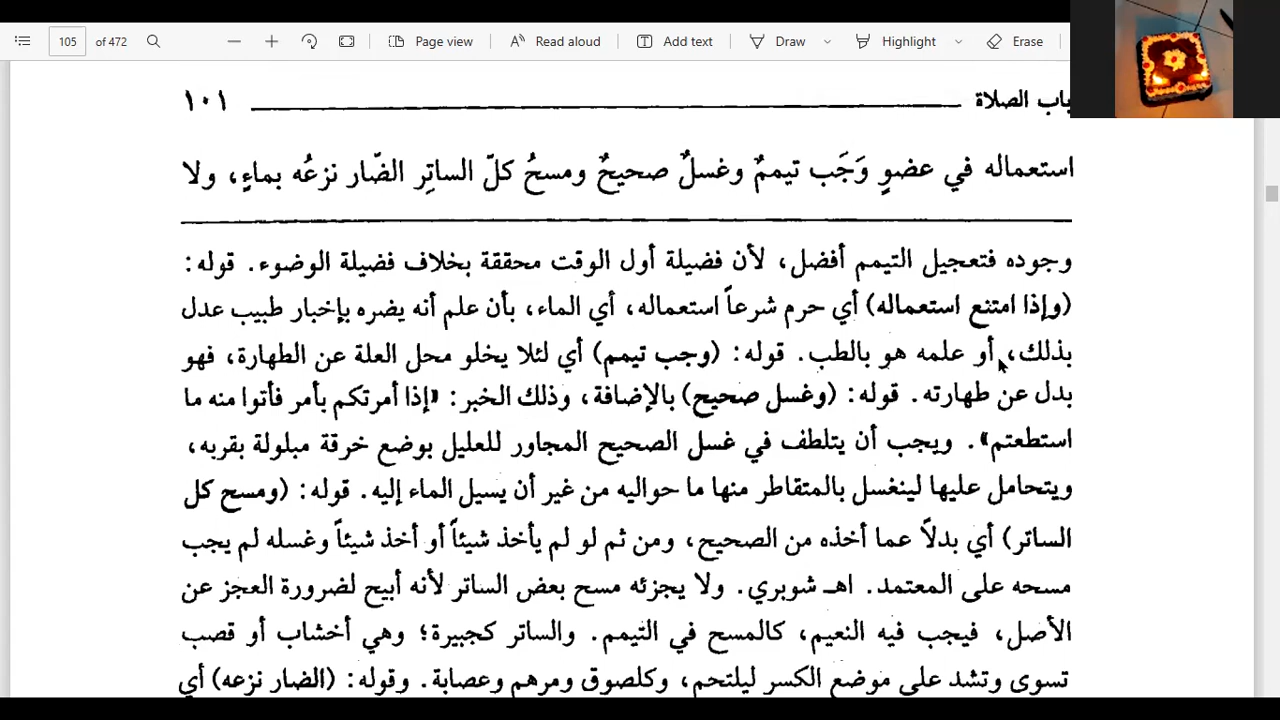 105 of 472 Page view Read aloud Add text Draw Highlight Erase
باب الصلاة ١٠١
استعماله في عضوٍ وَجَب تيممٌ وغسلٌ صحيحٌ ومسحُ كلّ الساتِر الضّار نزعُه بماءٍ، ولا
وجوده فتعجيل التيمم أفضل، لأن فضيلة أول الوقت محققة بخلاف فضيلة الوضوء. قوله:
(وإذا امتنع استعماله) أي حرم شرعاً استعماله، أي الماء، بأن علم أنه يضره بإخبار طبيب عدل
بذلك، أو علمه هو بالطب. قوله: (وجب تيمم) أي لئلا يخلو محل العلة عن الطهارة، فهو
بدل عن طهارته. قوله: (وغسل صحيح) بالإضافة، وذلك الخبر: «إذا أمرتكم بأمر فأتوا منه ما
استطعتم». ويجب أن يتلطف في غسل الصحيح المجاور للعليل بوضع خرقة مبلولة بقربه،
ويتحامل عليها لينغسل بالمتقاطر منها ما حواليه من غير أن يسيل الماء إليه. قوله: (ومسح كل
الساتر) أي بدلاً عما أخذه من الصحيح، ومن ثم لو لم يأخذ شيئاً أو أخذ شيئاً وغسله لم يجب
مسحه على المعتمد. اهـ شوبري. ولا يجزئه مسح بعض الساتر لأنه أبيح لضرورة العجز عن
الأصل، فيجب فيه النعيم، كالمسح في التيمم. والساتر كجبيرة؛ وهي أخشاب أو قصب
تسوى وتشد على موضع الكسر ليلتحم، وكلصوق ومرهم وعصابة. وقوله: (الضار نزعه) أي